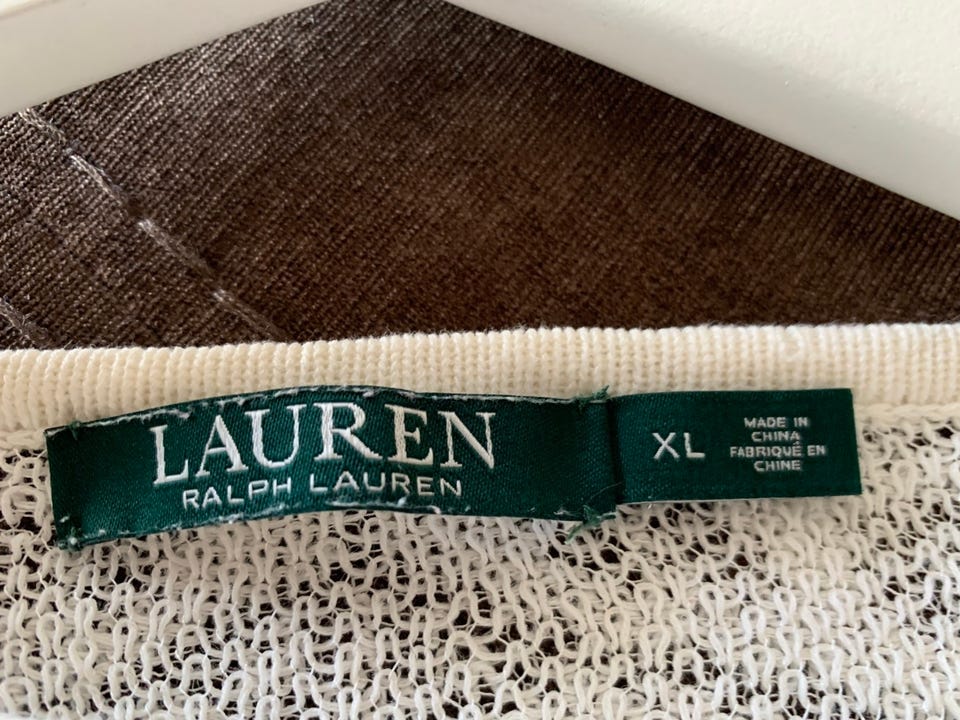 LAUREN
RALPH LAUREN
XL
MADE IN
CHINA
FABRIQUÉ EN
CHINE